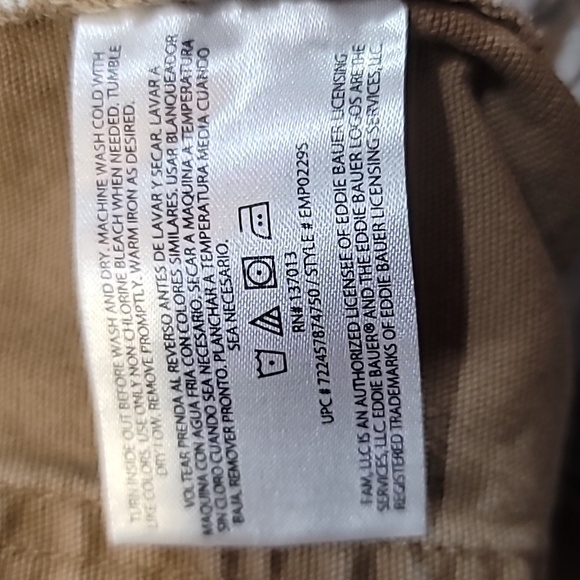 TURN INSIDE OUT BEFORE WASH AND DRY. MACHINE WASH COLD WITH
LIKE COLORS. USE ONLY NON-CHLORINE BLEACH WHEN NEEDED. TUMBLE
DRY LOW. REMOVE PROMPTLY. WARM IRON AS DESIRED.
VOLTEAR PRENDA AL REVERSO ANTES DE LAVAR Y SECAR. LAVAR A
MAQUINA CON AGUA FRIA CON COLORES SIMILARES. USAR BLANQUEADOR
SIN CLORO CUANDO SEA NECESARIO. SECAR A MAQUINA A TEMPERATURA
BAJA. REMOVER PRONTO. PLANCHAR A TEMPERATURA MEDIA CUANDO
SEA NECESARIO.
RN# 137013
UPC # 722457874750 / STYLE # EMP0229S
FAM, LLC IS AN AUTHORIZED LICENSEE OF EDDIE BAUER LICENSING
SERVICES, LLC. EDDIE BAUER® AND THE EDDIE BAUER LOGOS ARE THE
REGISTERED TRADEMARKS OF EDDIE BAUER LICENSING SERVICES, LLC.